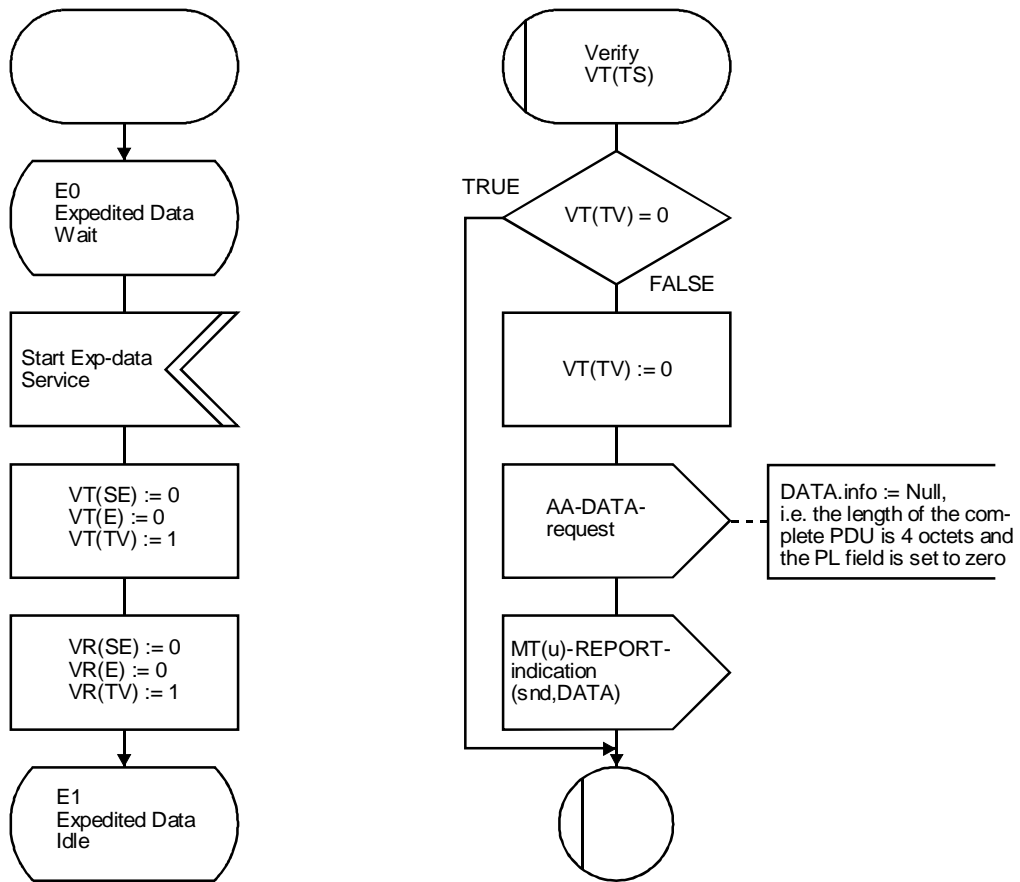 E0
Expedited Data
Wait
Start Exp-data
Service
VT(SE) := 0
VT(E) := 0
VT(TV) := 1
VR(SE) := 0
VR(E) := 0
VR(TV) := 1
E1
Expedited Data
Idle
Verify
VT(TS)
TRUE
VT(TV) = 0
FALSE
VT(TV) := 0
AA-DATA-
request
DATA.info := Null,
i.e. the length of the com-
plete PDU is 4 octets and
the PL field is set to zero
MT(u)-REPORT-
indication
(snd,DATA)